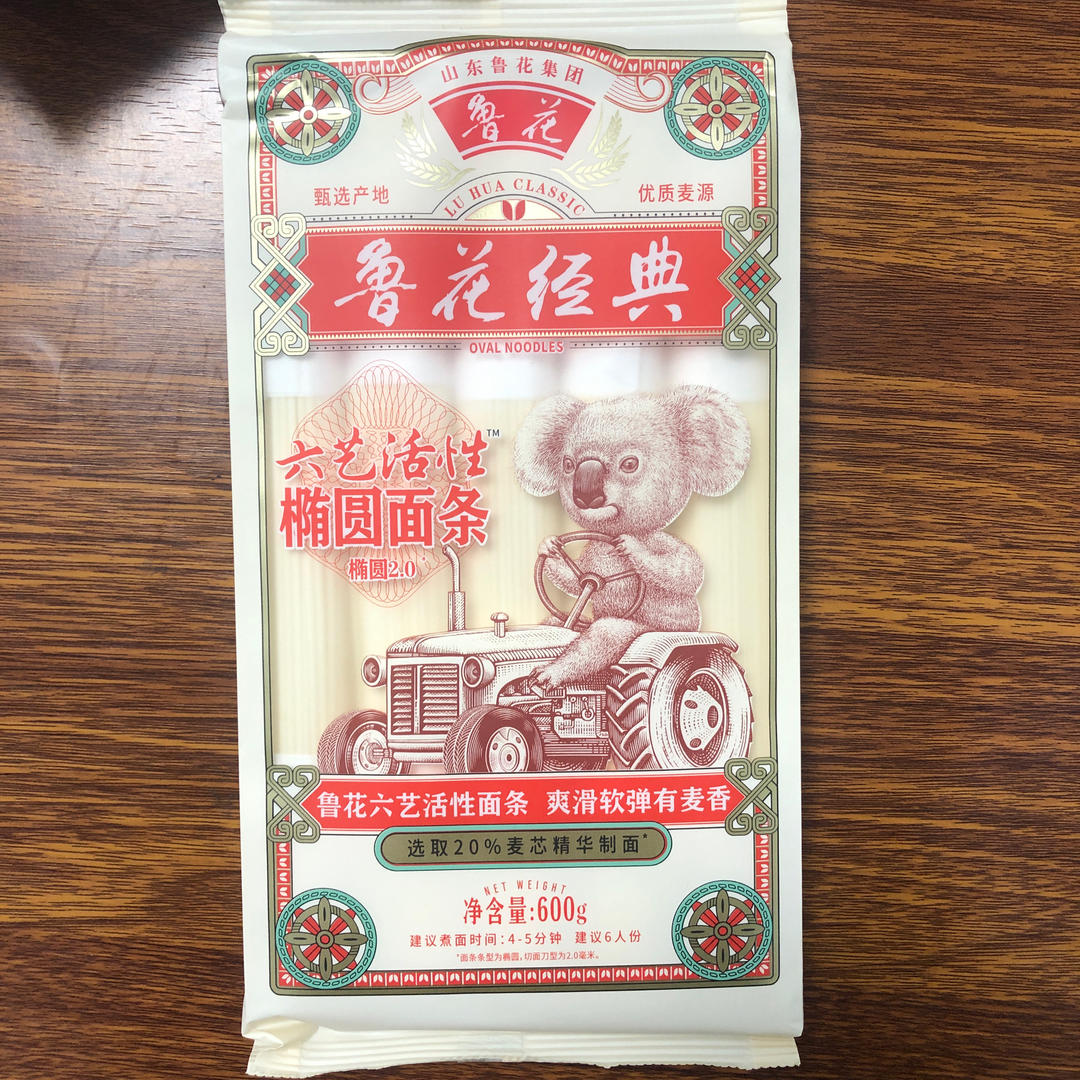 山东鲁花集团
鲁花
甄选产地
优质麦源
LU HUA CLASSIC
鲁花经典
OVAL NOODLES
六艺活性™
椭圆面条
椭圆2.0
鲁花六艺活性面条 爽滑软弹有麦香
选取20%麦芯精华制面*
NET WEIGHT
净含量:600g
建议煮面时间:4-5分钟 建议6人份
*面条条型为椭圆,切面刀型为2.0毫米。